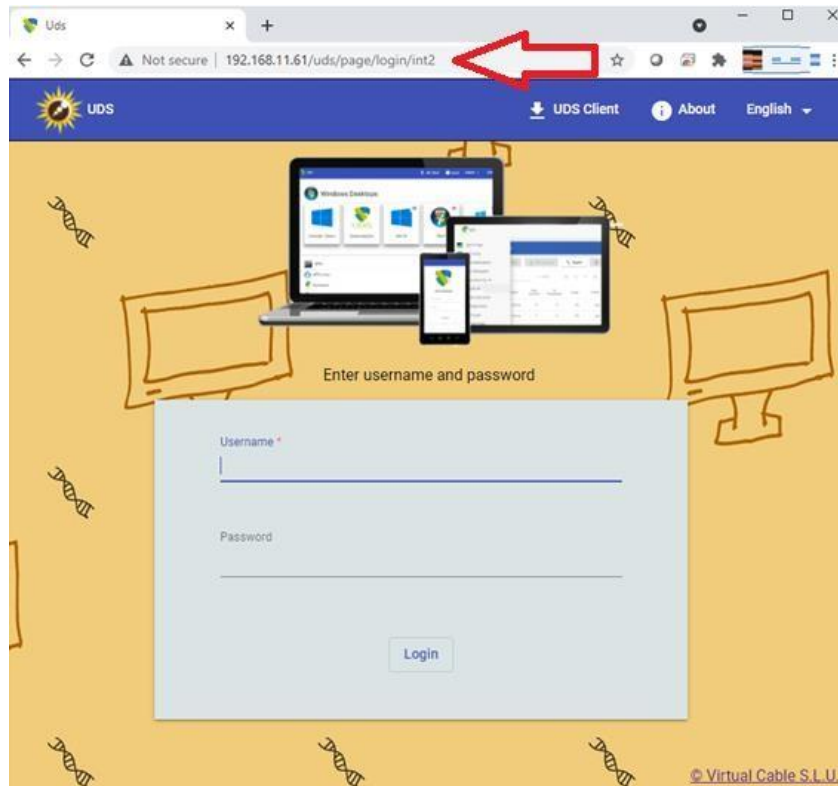 Uds
Not secure | 192.168.11.61/uds/page/login/int2
UDS
UDS Client
About
English
Windows Desktops
Enter username and password
Username *
Password
Login
© Virtual Cable S.L.U.